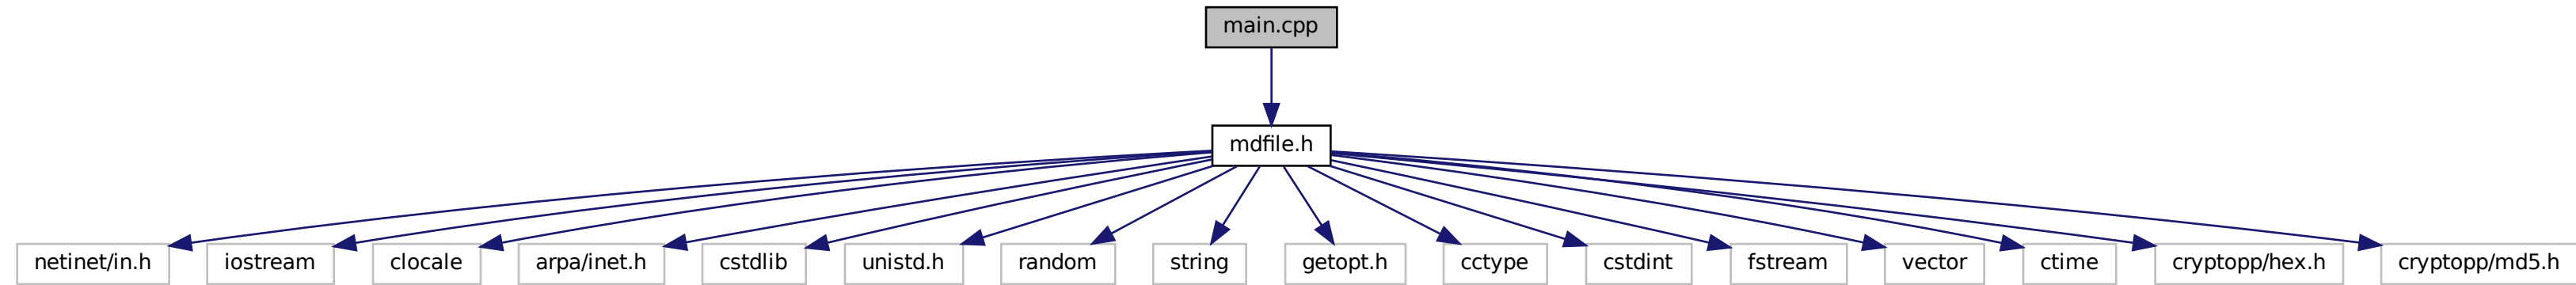 main.cpp
mdfile.h
netinet/in.h
iostream
clocale
arpa/inet.h
cstdlib
unistd.h
random
string
getopt.h
cctype
cstdint
fstream
vector
ctime
cryptopp/hex.h
cryptopp/md5.h